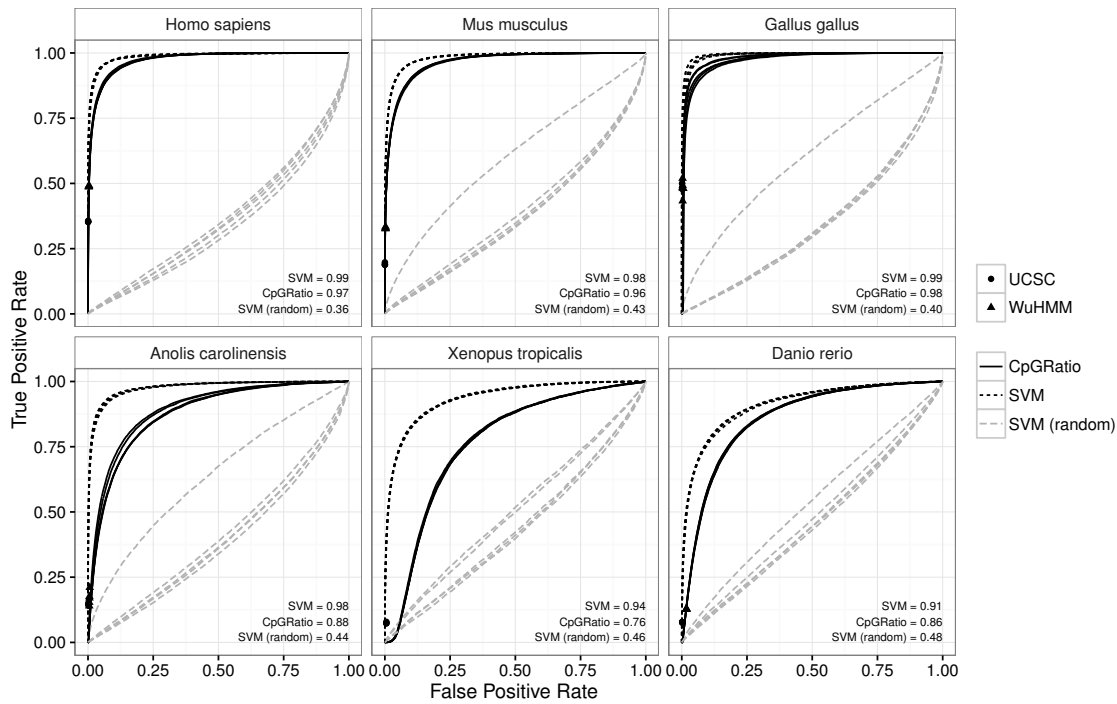 Homo sapiens
Mus musculus
Gallus gallus
1.00
0.75
0.50
0.25
0.00
SVM = 0.99
CpGRatio = 0.97
SVM (random) = 0.36
SVM = 0.98
CpGRatio = 0.96
SVM (random) = 0.43
SVM = 0.99
CpGRatio = 0.98
SVM (random) = 0.40
Anolis carolinensis
Xenopus tropicalis
Danio rerio
1.00
0.75
0.50
0.25
0.00
SVM = 0.98
CpGRatio = 0.88
SVM (random) = 0.44
SVM = 0.94
CpGRatio = 0.76
SVM (random) = 0.46
SVM = 0.91
CpGRatio = 0.86
SVM (random) = 0.48
0.00 0.25 0.50 0.75 1.00 0.00 0.25 0.50 0.75 1.00 0.00 0.25 0.50 0.75 1.00
False Positive Rate
True Positive Rate
UCSC
WuHMM
CpGRatio
SVM
SVM (random)